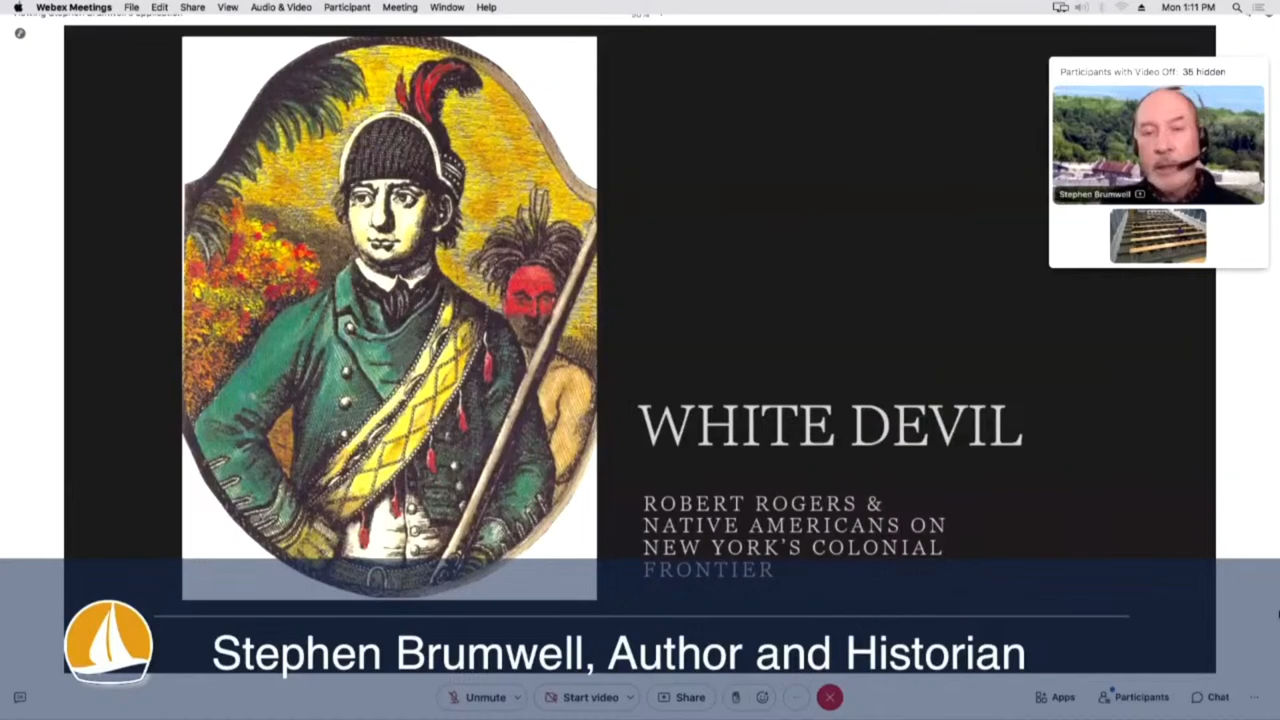 Webex Meetings File Edit Share View Audio & Video Participant Meeting Window Help
Mon 1:11 PM
Participants with Video Off: 35 hidden
Stephen Brumwell
WHITE DEVIL
ROBERT ROGERS &
NATIVE AMERICANS ON
NEW YORK'S COLONIAL
FRONTIER
Stephen Brumwell, Author and Historian
Unmute Start video Share Apps Participants Chat